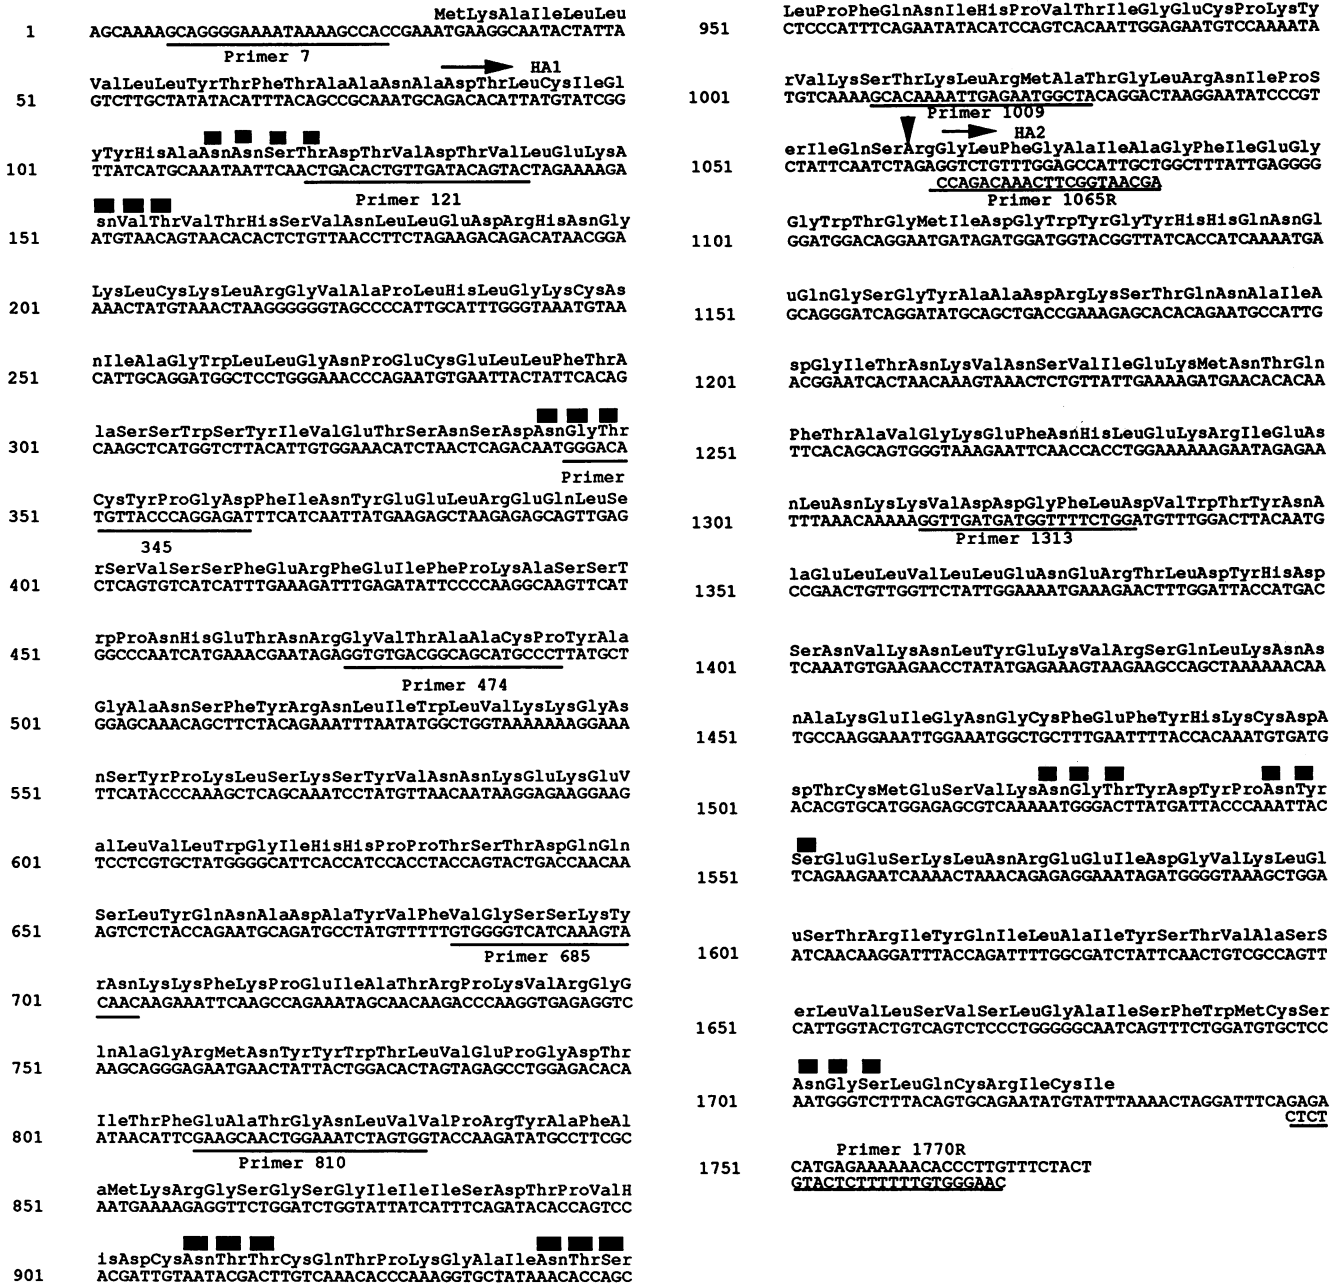 MetLysAlaIleLeuLeu
1 AGCAAAAGCAGGGGAAAATAAAAGCCACCGAAATGAAGGCAATACTATTA
Primer 7
HA1
ValLeuLeuTyrThrPheThrAlaAlaAsnAlaAspThrLeuCysIleGl
51 GTCTTGCTATATACATTTACAGCCGCAAATGCAGACACATTATGTATCGG
yTyrHisAlaAsnAsnSerThrAspThrValAspThrValLeuGluLysA
101 TTATCATGCAAATAATTCAACTGACACTGTTGATACAGTACTAGAAAAGA
Primer 121
snValThrValThrHisSerValAsnLeuLeuGluAspArgHisAsnGly
151 ATGTAACAGTAACACACTCTGTTAACCTTCTAGAAGACAGACATAACGGA
LysLeuCysLysLeuArgGlyValAlaProLeuHisLeuGlyLysCysAs
201 AAACTATGTAAACTAAGGGGGGTAGCCCCATTGCATTTGGGTAAATGTAA
nIleAlaGlyTrpLeuLeuGlyAsnProGluCysGluLeuLeuPheThrA
251 CATTGCAGGATGGCTCCTGGGAAACCCAGAATGTGAATTACTATTCACAG
laSerSerTrpSerTyrIleValGluThrSerAsnSerAspAsnGlyThr
301 CAAGCTCATGGTCTTACATTGTGGAAACATCTAACTCAGACAATGGGACA
Primer
CysTyrProGlyAspPheIleAsnTyrGluGluLeuArgGluGlnLeuSe
351 TGTTACCCAGGAGATTTCATCAATTATGAAGAGCTAAGAGAGCAGTTGAG
345
rSerValSerSerPheGluArgPheGluIlePheProLysAlaSerSerT
401 CTCAGTGTCATCATTTGAAAGATTTGAGATATTCCCCAAGGCAAGTTCAT
rpProAsnHisGluThrAsnArgGlyValThrAlaAlaCysProTyrAla
451 GGCCCAATCATGAAACGAATAGAGGTGTGACGGCAGCATGCCCTTATGCT
Primer 474
GlyAlaAsnSerPheTyrArgAsnLeuIleTrpLeuValLysLysGlyAs
501 GGAGCAAACAGCTTCTACAGAAATTTAATATGGCTGGTAAAAAAAGGAAA
nSerTyrProLysLeuSerLysSerTyrValAsnAsnLysGluLysGluV
551 TTCATACCCAAAGCTCAGCAAATCCTATGTTAACAATAAGGAGAAGGAAG
alLeuValLeuTrpGlyIleHisHisProProThrSerThrAspGlnGln
601 TCCTCGTGCTATGGGGCATTCACCATCCACCTACCAGTACTGACCAACAA
SerLeuTyrGlnAsnAlaAspAlaTyrValPheValGlySerSerLysTy
651 AGTCTCTACCAGAATGCAGATGCCTATGTTTTTGTGGGGTCATCAAAGTA
Primer 685
rAsnLysLysPheLysProGluIleAlaThrArgProLysValArgGlyG
701 CAACAAGAAATTCAAGCCAGAAATAGCAACAAGACCCAAGGTGAGAGGTC
lnAlaGlyArgMetAsnTyrTyrTrpThrLeuValGluProGlyAspThr
751 AAGCAGGGAGAATGAACTATTACTGGACACTAGTAGAGCCTGGAGACACA
IleThrPheGluAlaThrGlyAsnLeuValValProArgTyrAlaPheAl
801 ATAACATTCGAAGCAACTGGAAATCTAGTGGTACCAAGATATGCCTTCGC
Primer 810
aMetLysArgGlySerGlySerGlyIleIleIleSerAspThrProValH
851 AATGAAAAGAGGTTCTGGATCTGGTATTATCATTTCAGATACACCAGTCC
isAspCysAsnThrThrCysGlnThrProLysGlyAlaIleAsnThrSer
901 ACGATTGTAATACGACTTGTCAAACACCCAAAGGTGCTATAAACACCAGC
LeuProPheGlnAsnIleHisProValThrIleGlyGluCysProLysTy
951 CTCCCATTTCAGAATATACATCCAGTCACAATTGGAGAATGTCCAAAATA
rValLysSerThrLysLeuArgMetAlaThrGlyLeuArgAsnIleProS
1001 TGTCAAAAGCACAAAATTGAGAATGGCTACAGGACTAAGGAATATCCCGT
Primer 1009
HA2
erIleGlnSerArgGlyLeuPheGlyAlaIleAlaGlyPheIleGluGly
1051 CTATTCAATCTAGAGGTCTGTTTGGAGCCATTGCTGGCTTTATTGAGGGG
CCAGACAAACTTCGGTAACGA
Primer 1065R
GlyTrpThrGlyMetIleAspGlyTrpTyrGlyTyrHisHisGlnAsnGl
1101 GGATGGACAGGAATGATAGATGGATGGTACGGTTATCACCATCAAAATGA
uGlnGlySerGlyTyrAlaAlaAspArgLysSerThrGlnAsnAlaIleA
1151 GCAGGGATCAGGATATGCAGCTGACCGAAAGAGCACACAGAATGCCATTG
spGlyIleThrAsnLysValAsnSerValIleGluLysMetAsnThrGln
1201 ACGGAATCACTAACAAAGTAAACTCTGTTATTGAAAAGATGAACACACAA
PheThrAlaValGlyLysGluPheAsnHisLeuGluLysArgIleGluAs
1251 TTCACAGCAGTGGGTAAAGAATTCAACCACCTGGAAAAAAGAATAGAGAA
nLeuAsnLysLysValAspAspGlyPheLeuAspValTrpThrTyrAsnA
1301 TTTAAACAAAAAGGTTGATGATGGTTTTCTGGATGTTTGGACTTACAATG
Primer 1313
laGluLeuLeuValLeuLeuGluAsnGluArgThrLeuAspTyrHisAsp
1351 CCGAACTGTTGGTTCTATTGGAAAATGAAAGAACTTTGGATTACCATGAC
SerAsnValLysAsnLeuTyrGluLysValArgSerGlnLeuLysAsnAs
1401 TCAAATGTGAAGAACCTATATGAGAAAGTAAGAAGCCAGCTAAAAAACAA
nAlaLysGluIleGlyAsnGlyCysPheGluPheTyrHisLysCysAspA
1451 TGCCAAGGAAATTGGAAATGGCTGCTTTGAATTTTACCACAAATGTGATG
spThrCysMetGluSerValLysAsnGlyThrTyrAspTyrProAsnTyr
1501 ACACGTGCATGGAGAGCGTCAAAAATGGGACTTATGATTACCCAAATTAC
SerGluGluSerLysLeuAsnArgGluGluIleAspGlyValLysLeuGl
1551 TCAGAAGAATCAAAACTAAACAGAGAGGAAATAGATGGGGTAAAGCTGGA
uSerThrArgIleTyrGlnIleLeuAlaIleTyrSerThrValAlaSerS
1601 ATCAACAAGGATTTACCAGATTTTGGCGATCTATTCAACTGTCGCCAGTT
erLeuValLeuSerValSerLeuGlyAlaIleSerPheTrpMetCysSer
1651 CATTGGTACTGTCAGTCTCCCTGGGGGCAATCAGTTTCTGGATGTGCTCC
AsnGlySerLeuGlnCysArgIleCysIle
1701 AATGGGTCTTTACAGTGCAGAATATGTATTTAAAACTAGGATTTCAGAGA
CTCT
Primer 1770R
1751 CATGAGAAAAAACACCCTTGTTTCTACT
GTACTCTTTTTTGTGGGAAC